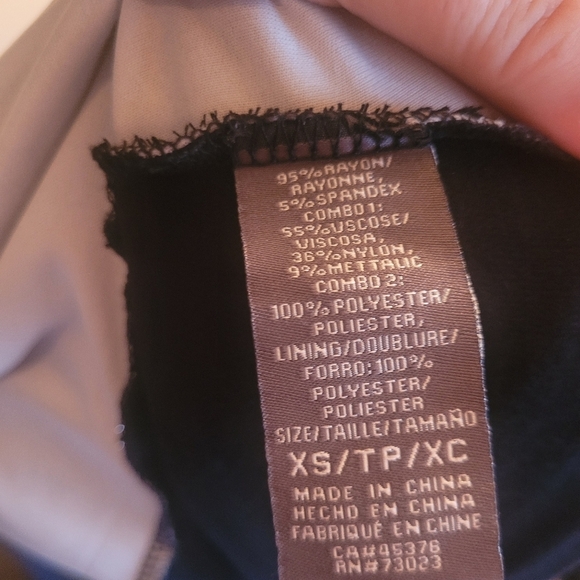 95%RAYON/
RAYONNE,
5%SPANDEX
COMBO1:
55%VISCOSE/
VISCOSA,
36%NYLON,
9%METTALIC
COMBO 2:
100%POLYESTER/
POLIESTER,
LINING/DOUBLURE/
FORRO:100%
POLYESTER/
POLIESTER
SIZE/TAILLE/TAMAÑO
XS/TP/XC
MADE IN CHINA
HECHO EN CHINA
FABRIQUÉ EN CHINE
CA#45378
RN#73023